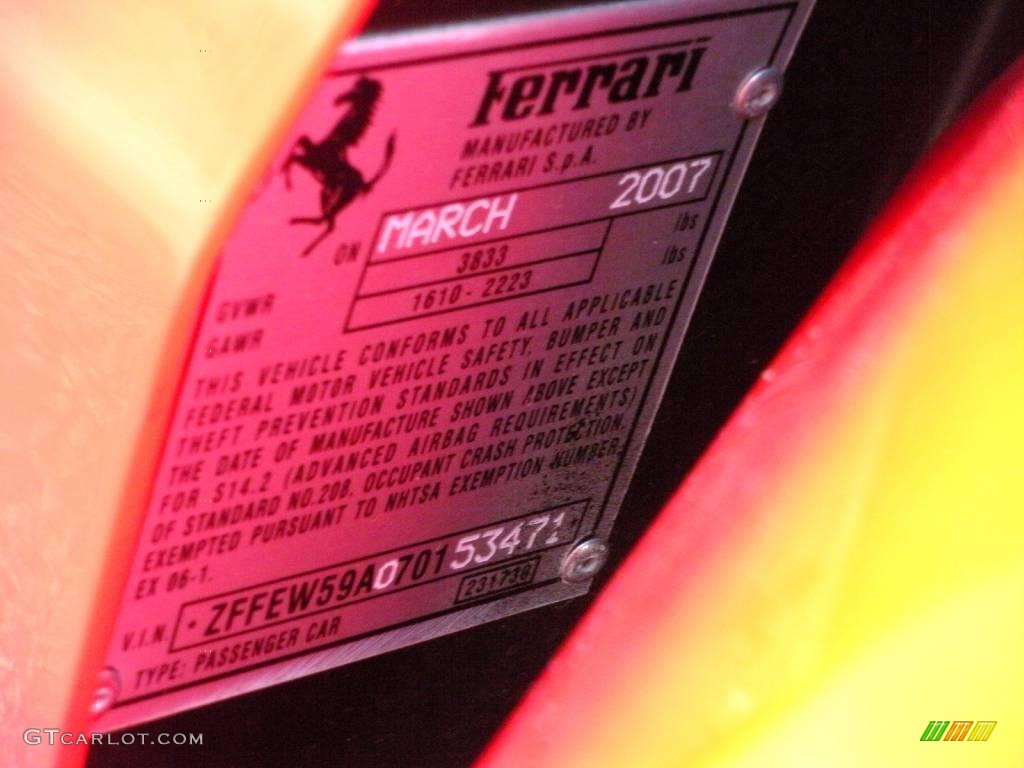 Ferrari
MANUFACTURED BY
FERRARI S.p.A.
ON MARCH 2007
GVWR 3833 lbs
GAWR 1610-2223 lbs
THIS VEHICLE CONFORMS TO ALL APPLICABLE
FEDERAL MOTOR VEHICLE SAFETY, BUMPER AND
THEFT PREVENTION STANDARDS IN EFFECT ON
THE DATE OF MANUFACTURE SHOWN ABOVE EXCEPT
FOR S14.2 (ADVANCED AIRBAG REQUIREMENTS)
OF STANDARD NO.208, OCCUPANT CRASH PROTECTION,
EXEMPTED PURSUANT TO NHTSA EXEMPTION NUMBER
EX 06-1.
V.I.N. ·ZFFEW59A070153471·
TYPE: PASSENGER CAR 231738
GTCARLOT.COM